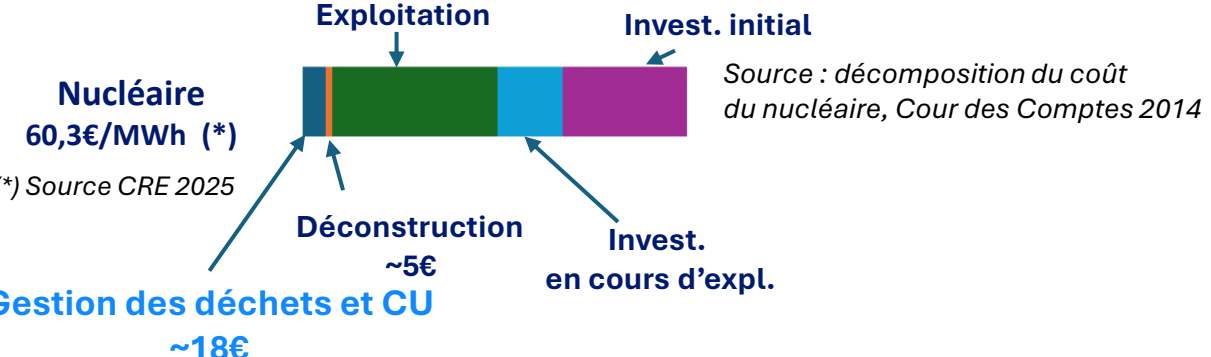 Exploitation
Invest. initial
Nucléaire
60,3€/MWh (*)
Source : décomposition du coût
du nucléaire, Cour des Comptes 2014
(*) Source CRE 2025
Déconstruction
~5€
Invest.
en cours d’expl.
Gestion des déchets et CU
~18€